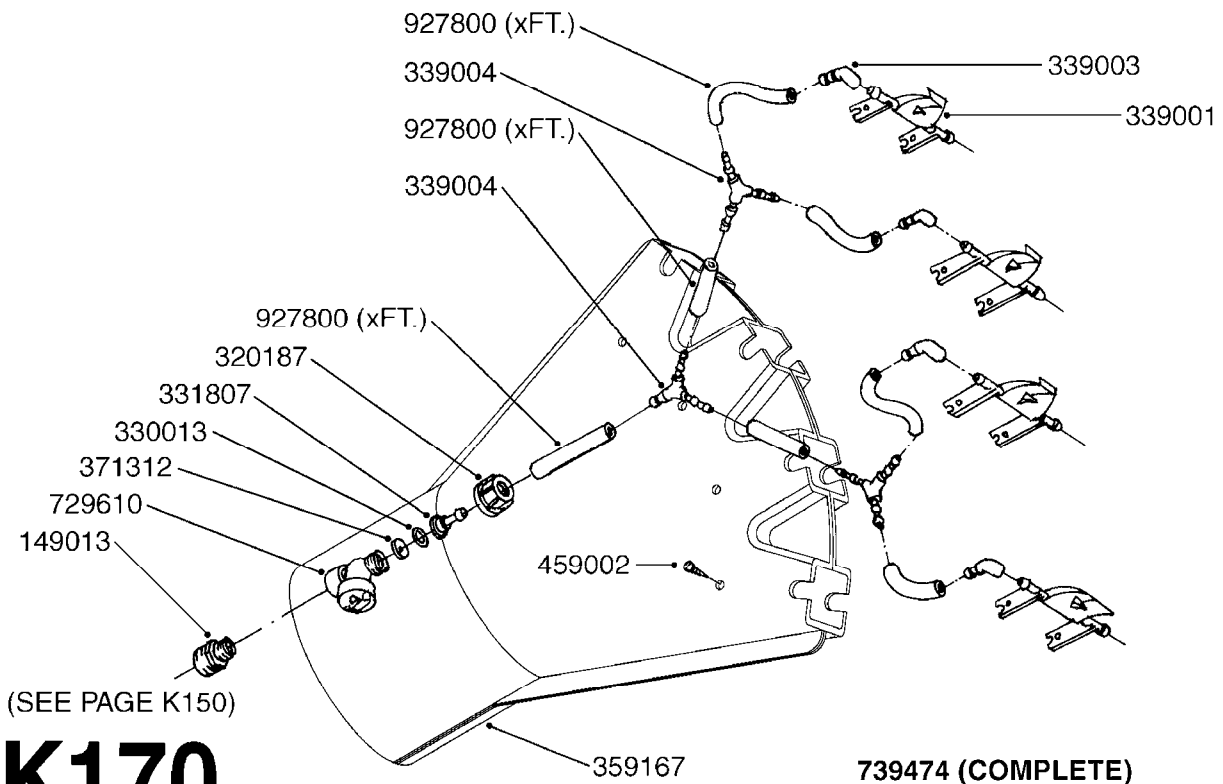 927800 (xFT.)
339004
927800 (xFT.)
339004
339003
339001
927800 (xFT.)
320187
331807
330013
371312
729610
149013
459002
(SEE PAGE K150)
K170
359167
739474 (COMPLETE)